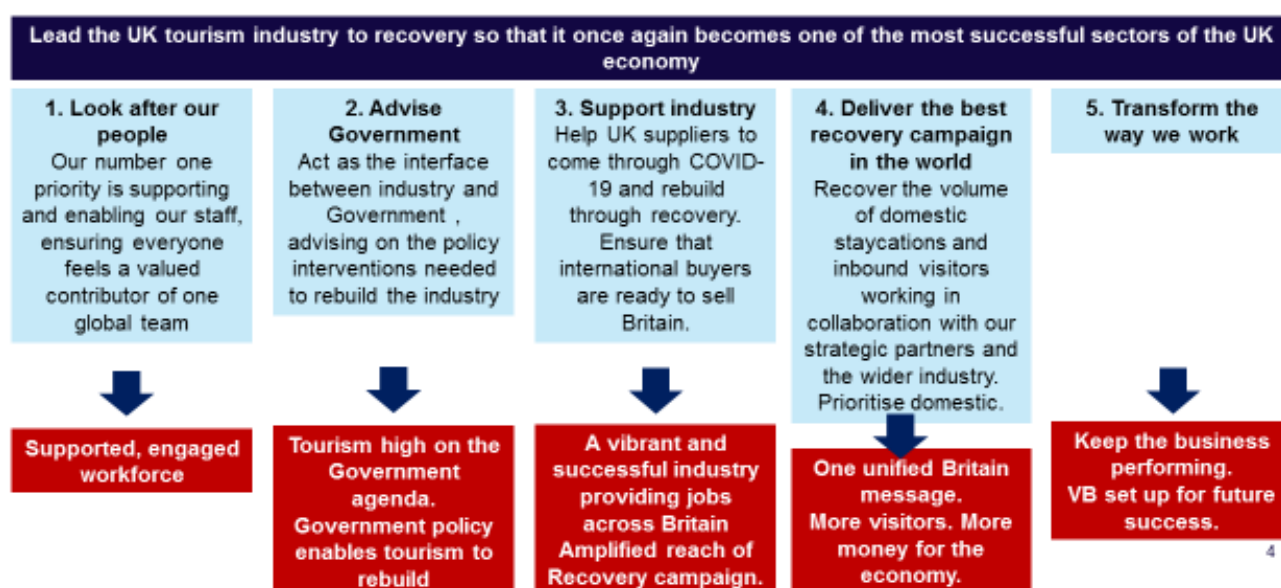 Lead the UK tourism industry to recovery so that it once again becomes one of the most successful sectors of the UK
economy
1. Look after our
people
Our number one
priority is supporting
and enabling our staff,
ensuring everyone
feels a valued
contributor of one
global team
2. Advise
Government
Act as the interface
between industry and
Government ,
advising on the policy
interventions needed
to rebuild the industry
3. Support industry
Help UK suppliers to
come through COVID-
19 and rebuild
through recovery.
Ensure that
international buyers
are ready to sell
Britain.
4. Deliver the best
recovery campaign
in the world
Recover the volume
of domestic
staycations and
inbound visitors
working in
collaboration with our
strategic partners and
the wider industry.
Prioritise domestic.
5. Transform the
way we work
Supported, engaged
workforce
Tourism high on the
Government
agenda.
Government policy
enables tourism to
rebuild
A vibrant and
successful industry
providing jobs
across Britain
Amplified reach of
Recovery campaign.
One unified Britain
message.
More visitors. More
money for the
economy.
Keep the business
performing.
VB set up for future
success.
4